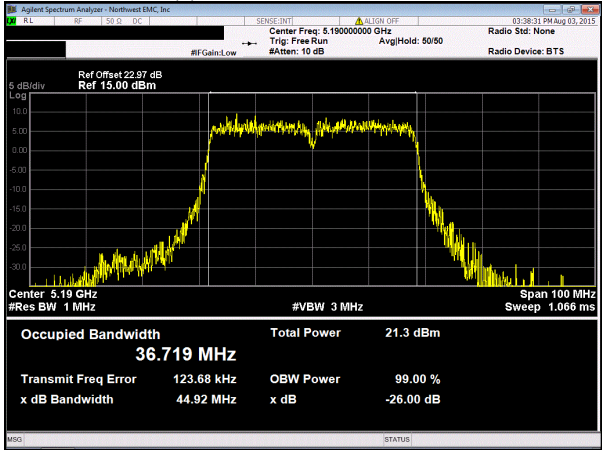 Agilent Spectrum Analyzer - Northwest EMC, Inc
RL RF 50 Ω DC SENSE:INT ALIGN OFF 03:38:31 PM Aug 03, 2015
Center Freq: 5.190000000 GHz Radio Std: None
Trig: Free Run Avg|Hold: 50/50
#IFGain:Low #Atten: 10 dB Radio Device: BTS
Ref Offset 22.97 dB
5 dB/div Ref 15.00 dBm
Log
10.0
5.00
0.00
-5.00
-10.0
-15.0
-20.0
-25.0
-30.0
Center 5.19 GHz Span 100 MHz
#Res BW 1 MHz #VBW 3 MHz Sweep 1.066 ms
Occupied Bandwidth Total Power 21.3 dBm
36.719 MHz
Transmit Freq Error 123.68 kHz OBW Power 99.00 %
x dB Bandwidth 44.92 MHz x dB -26.00 dB
MSG STATUS